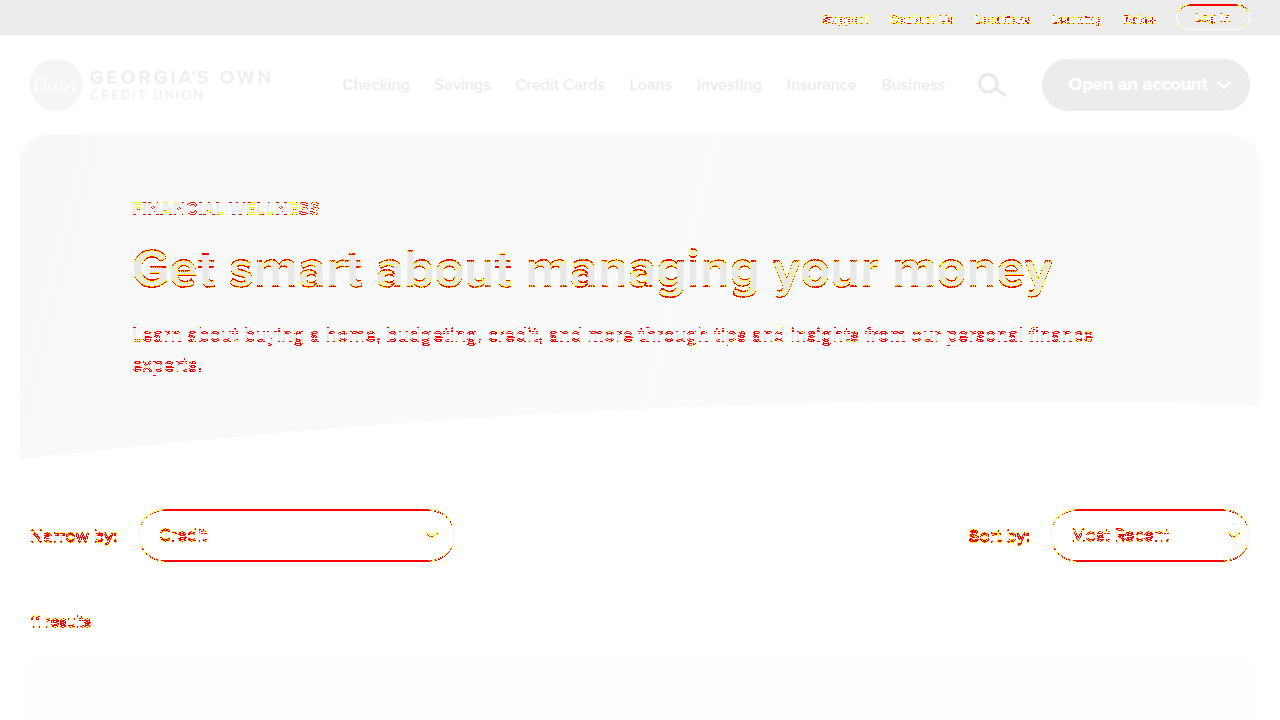 Support Contact Us Locations Learning Rates Log In
Own GEORGIA'S OWN
CREDIT UNION
Checking Savings Credit Cards Loans Investing Insurance Business Open an account
FINANCIAL WELLNESS
Get smart about managing your money
Learn about buying a home, budgeting, credit, and more through tips and insights from our personal finance
experts.
Narrow by: Credit Sort by: Most Recent
11 results